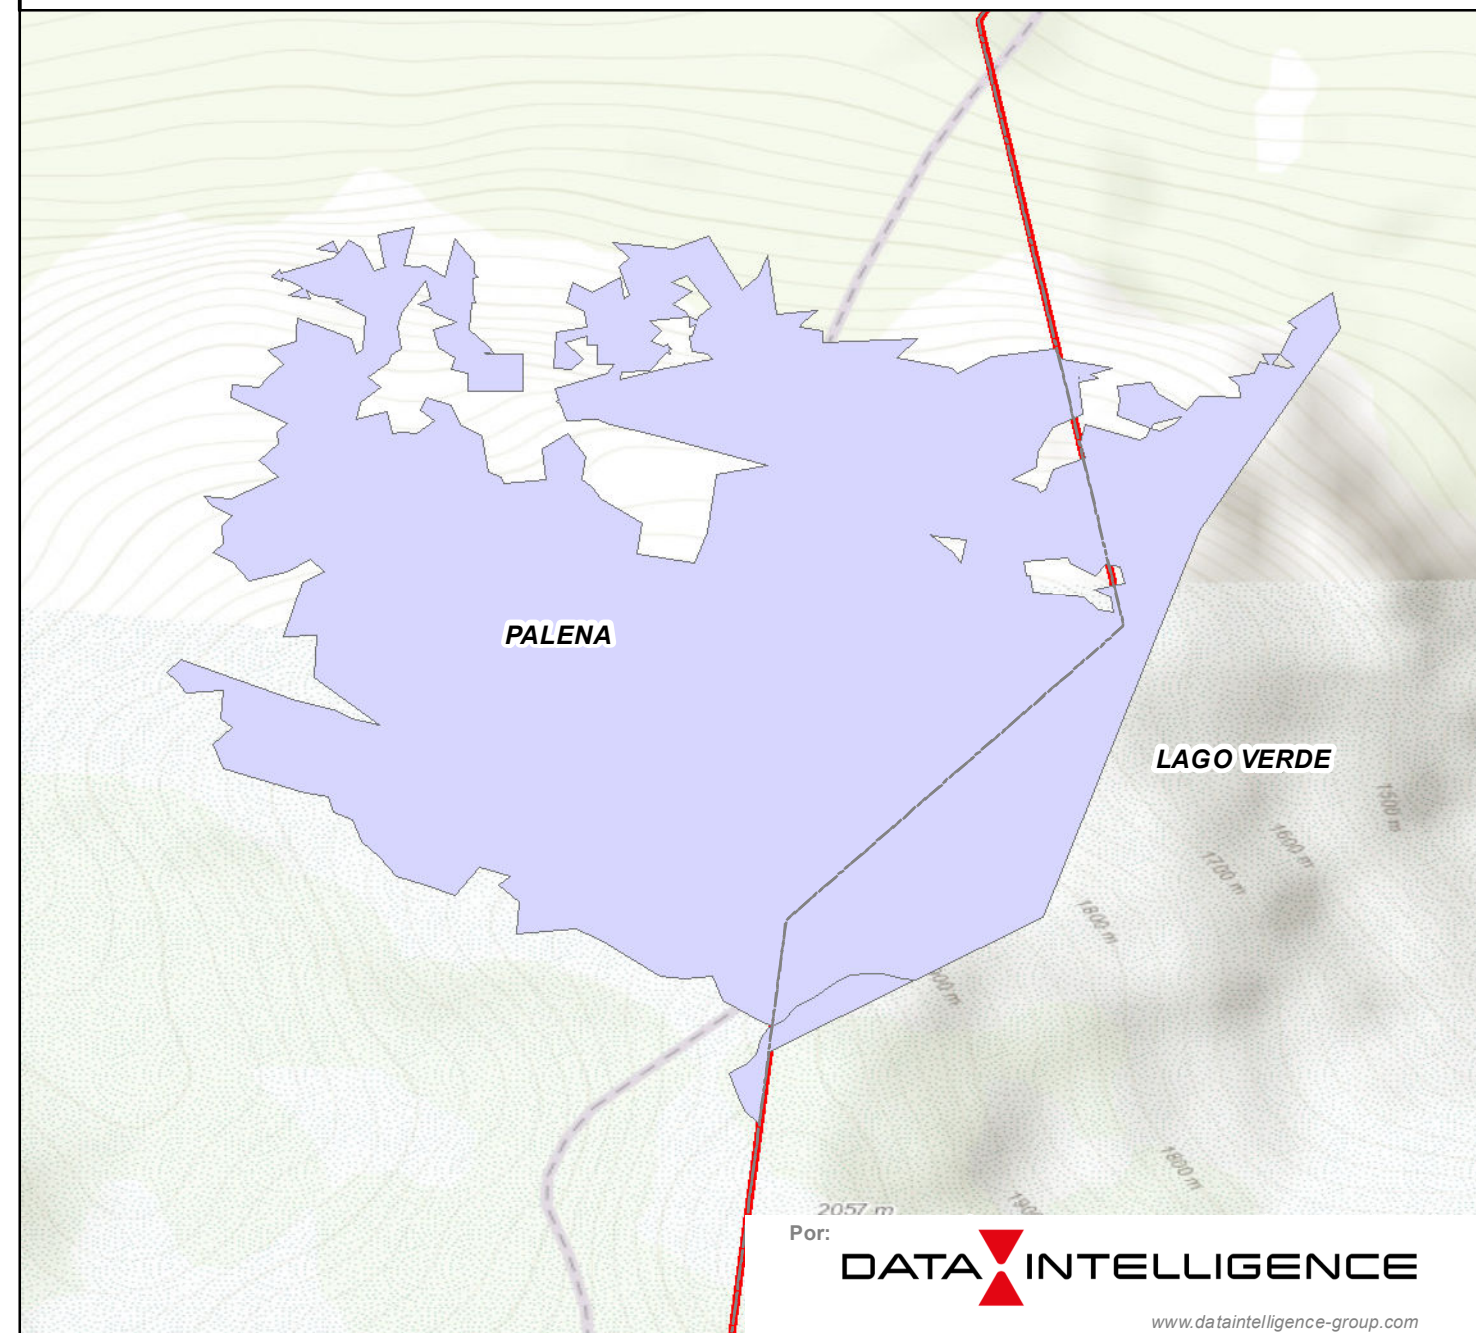 PALENA
LAGO VERDE
1500 m
1600 m
1700 m
1800 m
1800 m
2057 m
Por:
DATA INTELLIGENCE
www.dataintelligence-group.com